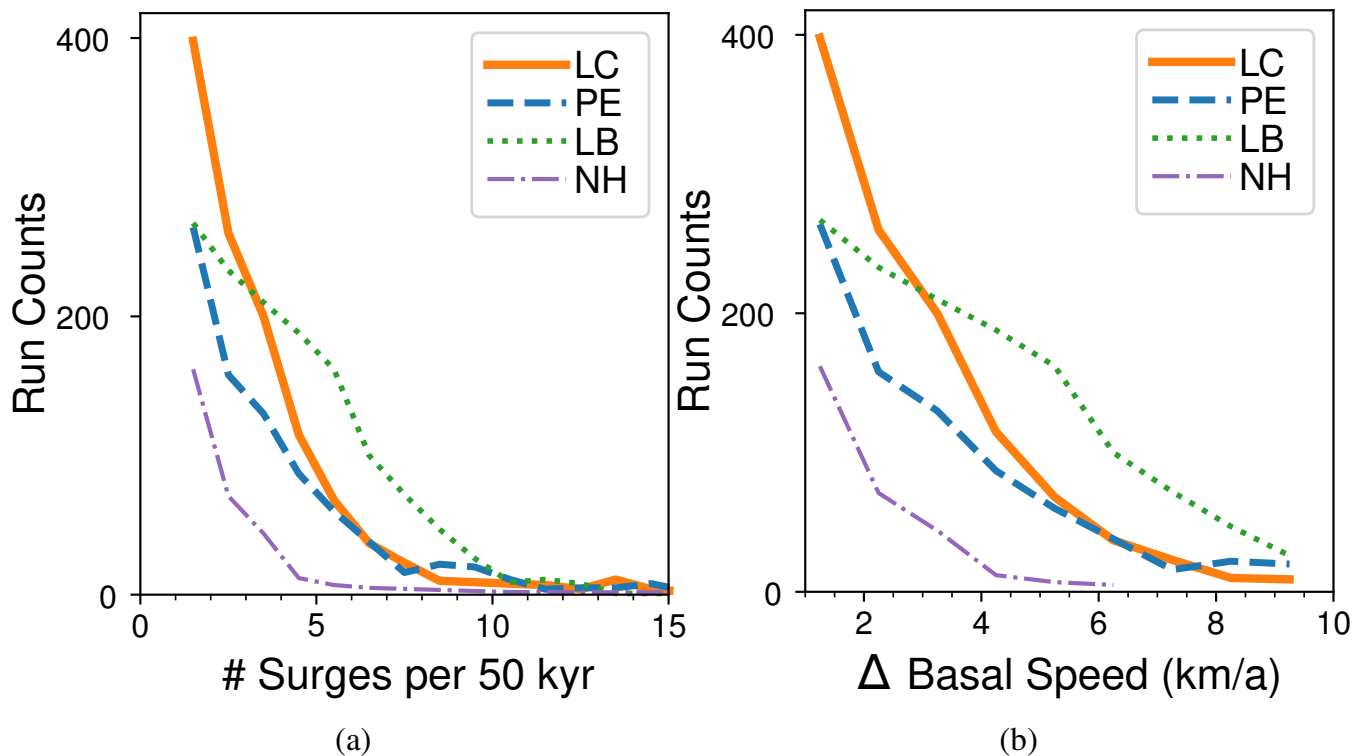 400
200
0
Run Counts
LC
PE
LB
NH
0 5 10 15
# Surges per 50 kyr
(a)
400
200
0
Run Counts
LC
PE
LB
NH
2 4 6 8 10
Δ Basal Speed (km/a)
(b)